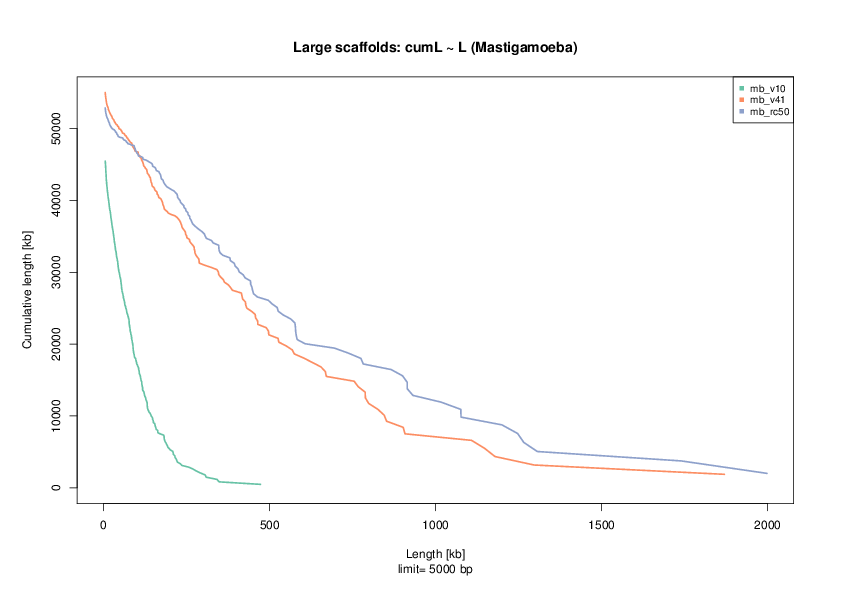 Large scaffolds: cumL ~ L (Mastigamoeba)
mb_v10
mb_v41
mb_rc50
Cumulative length [kb]
50000
40000
30000
20000
10000
0
0 500 1000 1500 2000
Length [kb]
limit= 5000 bp